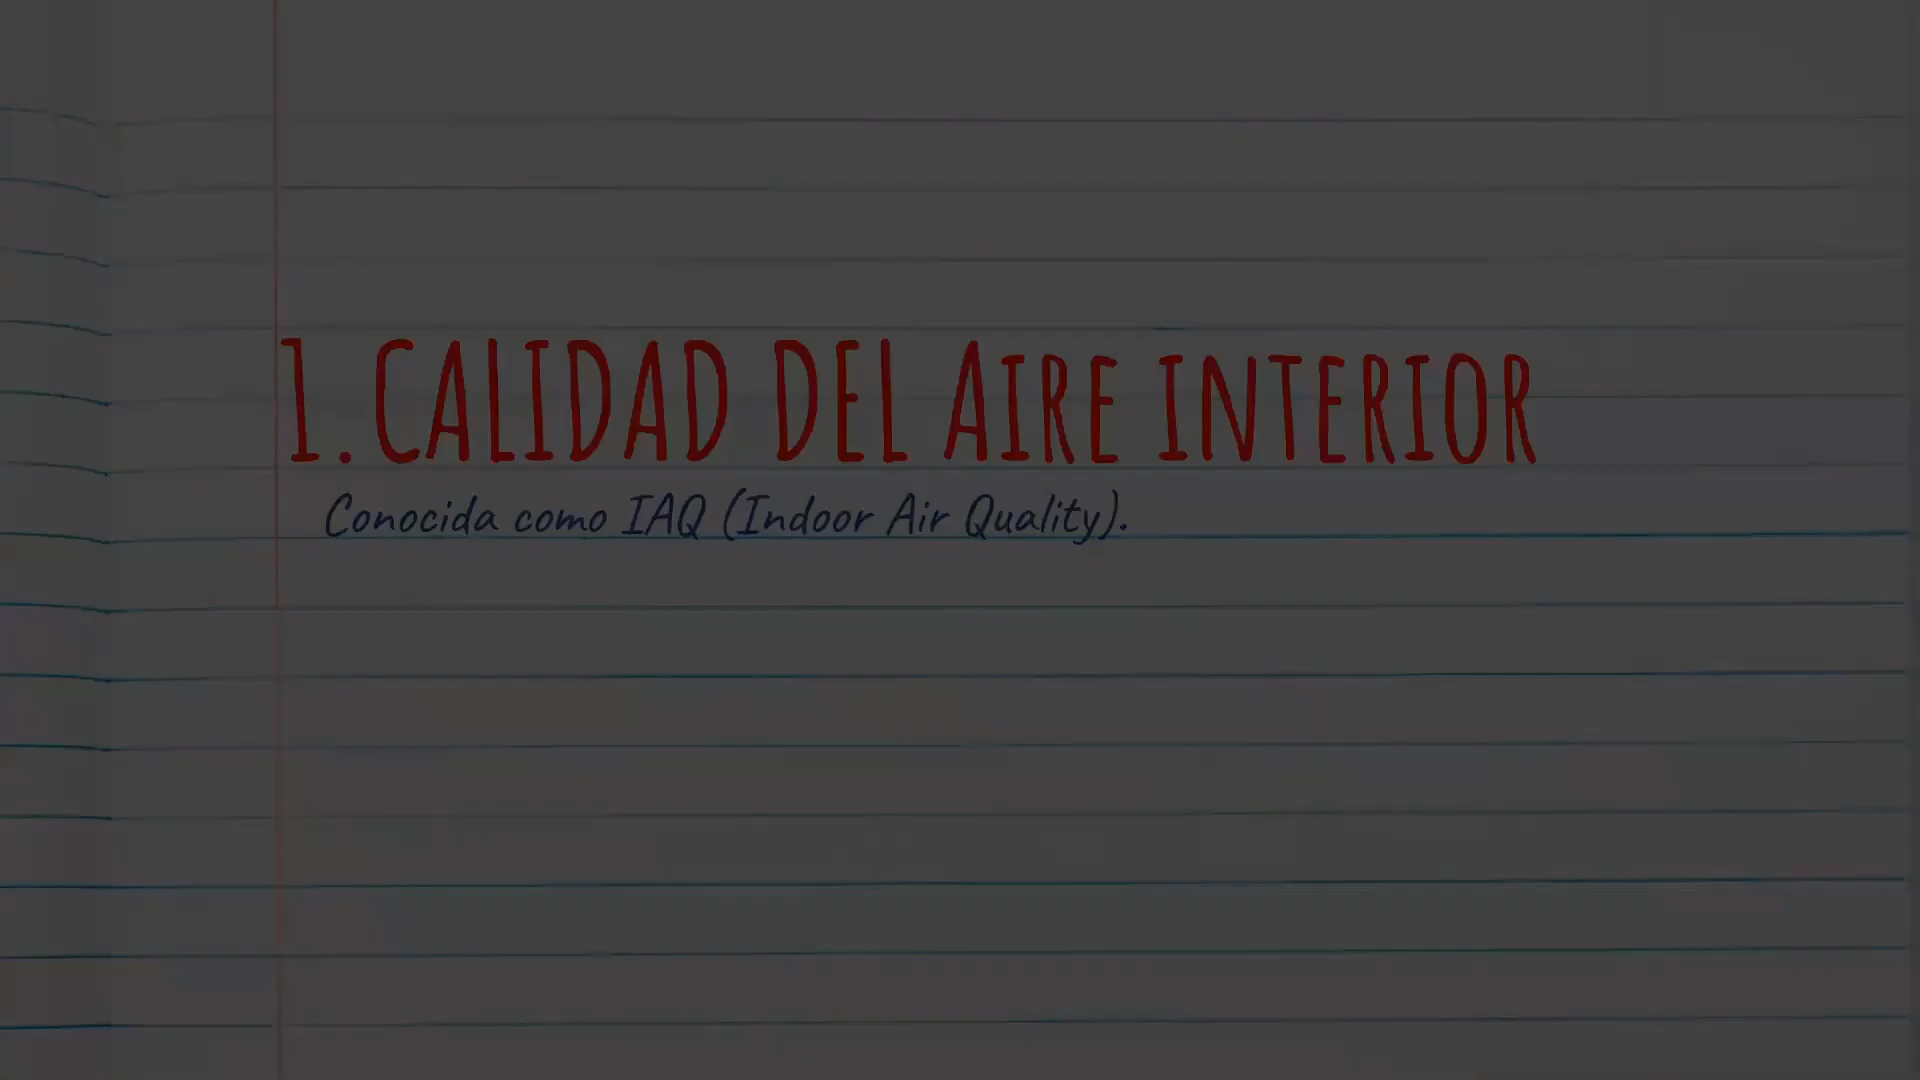 1. CALIDAD DEL AIRE INTERIOR
Conocida como IAQ (Indoor Air Quality).